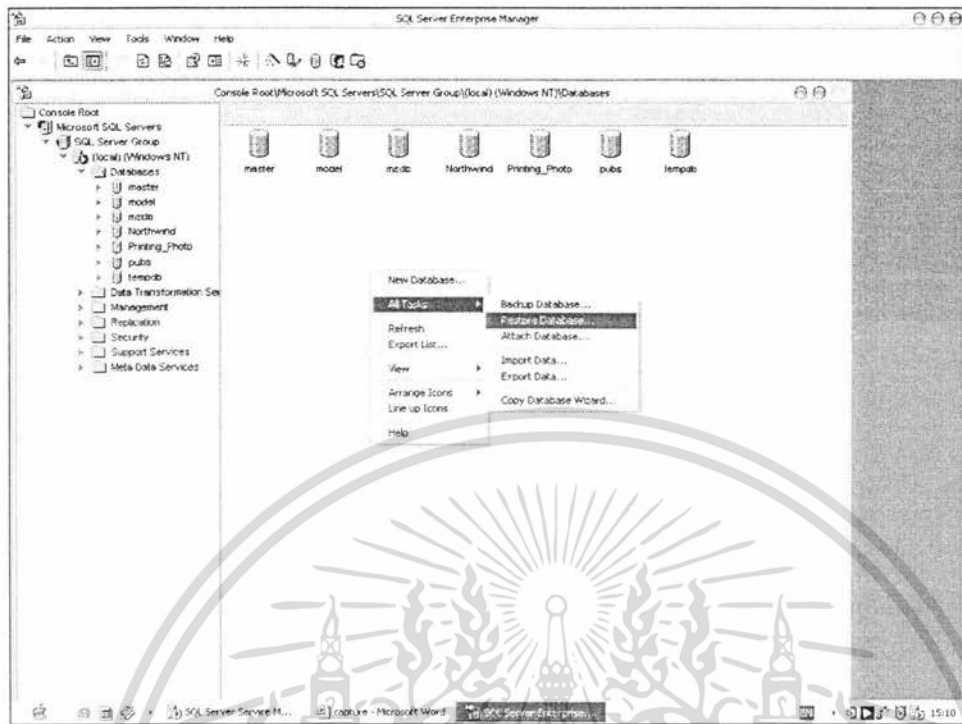 SQL Server Enterprise Manager
File Action View Tools Window Help
Console Root\Microsoft SQL Servers\SQL Server Group\(local) (Windows NT)\Databases
Console Root
Microsoft SQL Servers
SQL Server Group
(local) (Windows NT)
Databases
master
model
msdb
Northwind
Printing_Photo
pubs
tempdb
Data Transformation Ser
Management
Replication
Security
Support Services
Meta Data Services
master model msdb Northwind Printing_Photo pubs tempdb
New Database...
All Tasks
Refresh
Export List...
View
Arrange Icons
Line up Icons
Help
Backup Database...
Restore Database...
Attach Database...
Import Data...
Export Data...
Copy Database Wizard...
SQL Server Service M...
capture - Microsoft Word
SQL Server Enterprise...
EN
15:10